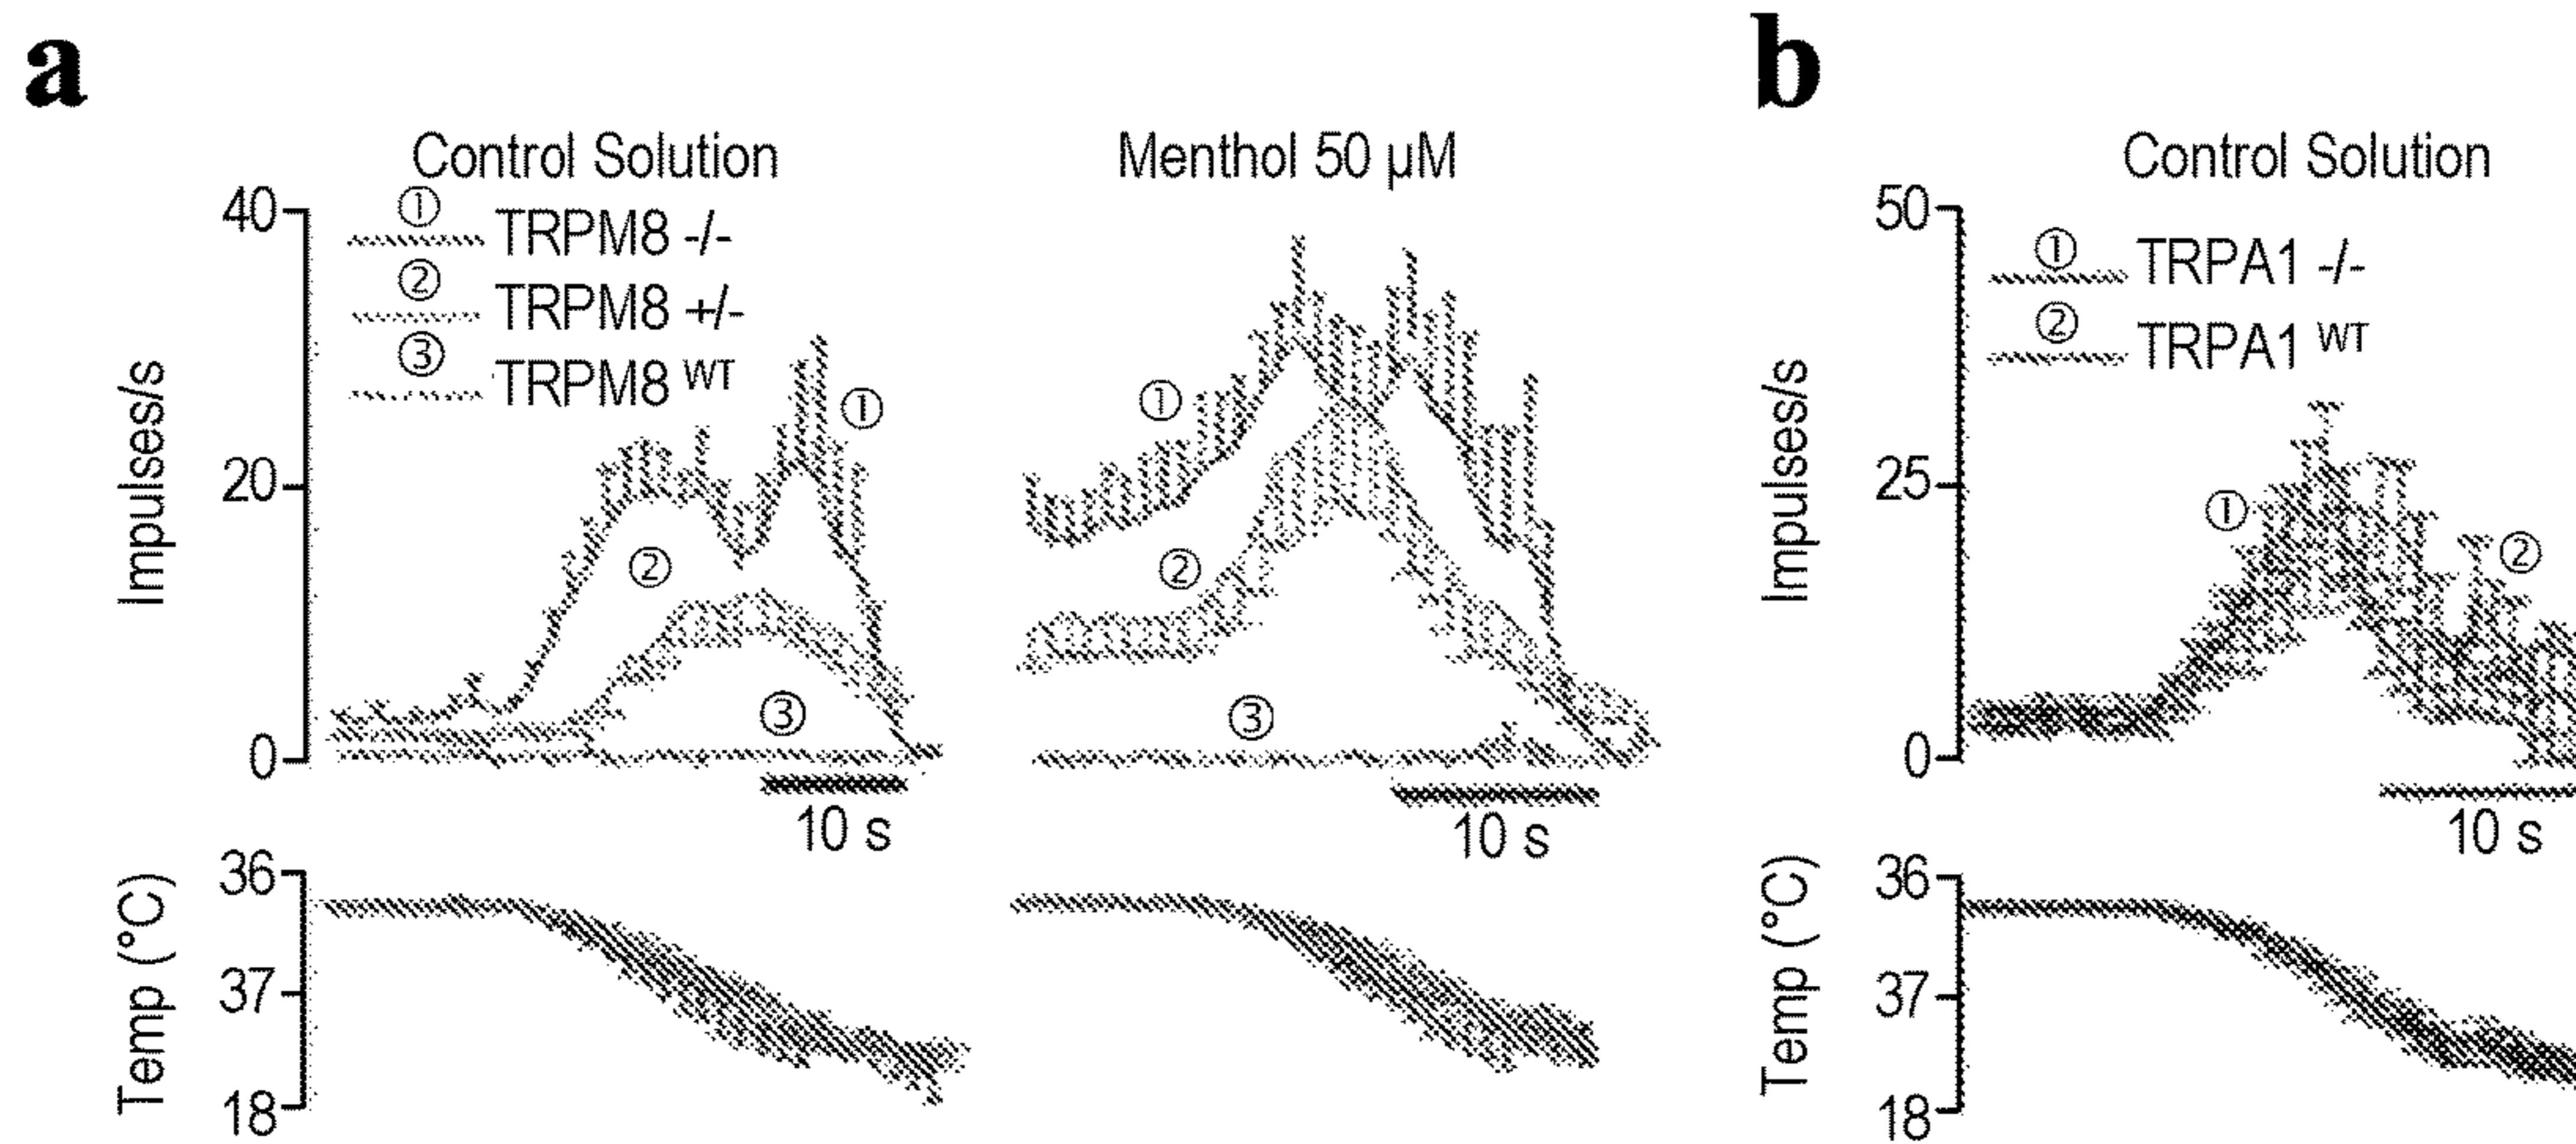 a
Control Solution
① TRPM8 -/-
② TRPM8 +/-
③ TRPM8 WT
Impulses/s
40
20
0
①
②
③
10 s
Temp (°C)
36
37
18
Menthol 50 µM
①
②
③
10 s
b
Control Solution
① TRPA1 -/-
② TRPA1 WT
Impulses/s
50
25
0
①
②
10 s
Temp (°C)
36
37
18